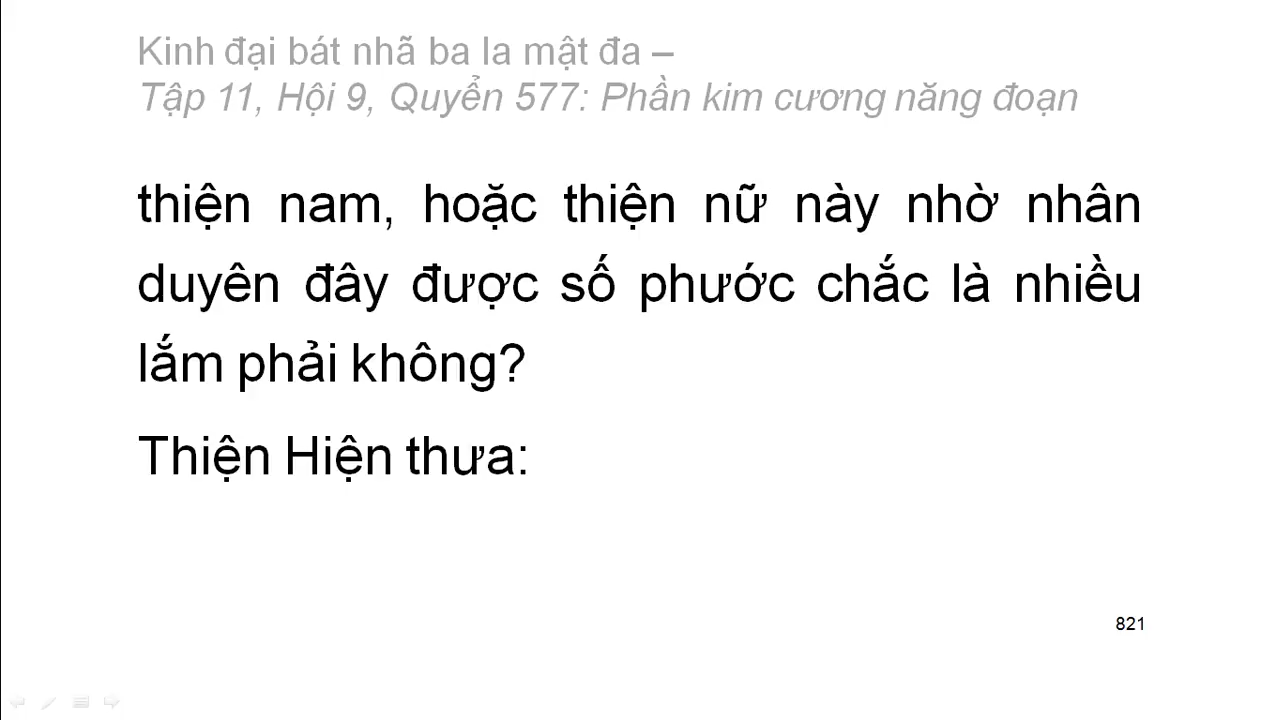 Kinh đại bát nhã ba la mật đa –
Tập 11, Hội 9, Quyển 577: Phần kim cương năng đoạn
thiện nam, hoặc thiện nữ này nhờ nhân
duyên đây được số phước chắc là nhiều
lắm phải không?
Thiện Hiện thưa:
821